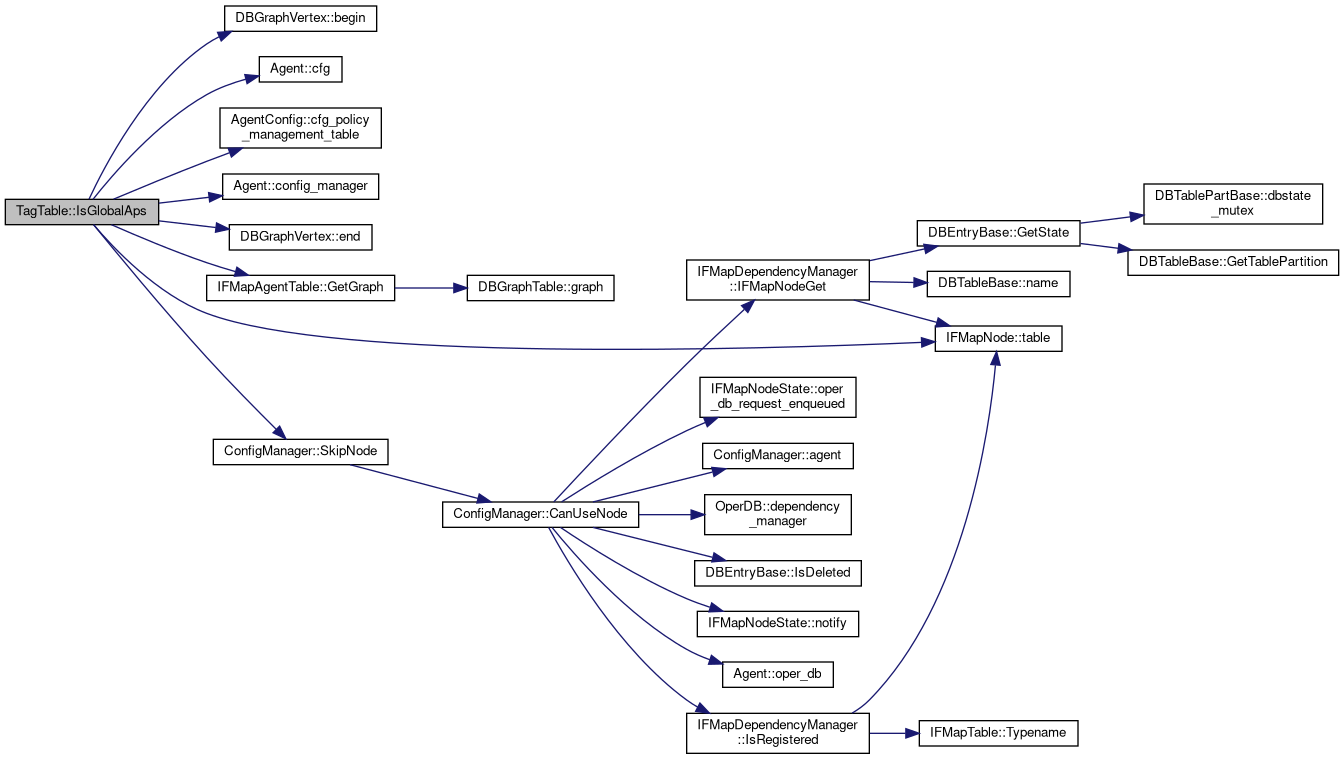 DBGraphVertex::begin
Agent::cfg
AgentConfig::cfg_policy
_management_table
Agent::config_manager
TagTable::IsGlobalAps
DBGraphVertex::end
IFMapAgentTable::GetGraph
DBGraphTable::graph
ConfigManager::SkipNode
ConfigManager::CanUseNode
IFMapDependencyManager
::IFMapNodeGet
IFMapNodeState::oper
_db_request_enqueued
ConfigManager::agent
OperDB::dependency
_manager
DBEntryBase::IsDeleted
IFMapNodeState::notify
Agent::oper_db
IFMapDependencyManager
::IsRegistered
DBEntryBase::GetState
DBTableBase::name
IFMapNode::table
IFMapTable::Typename
DBTablePartBase::dbstate
_mutex
DBTableBase::GetTablePartition